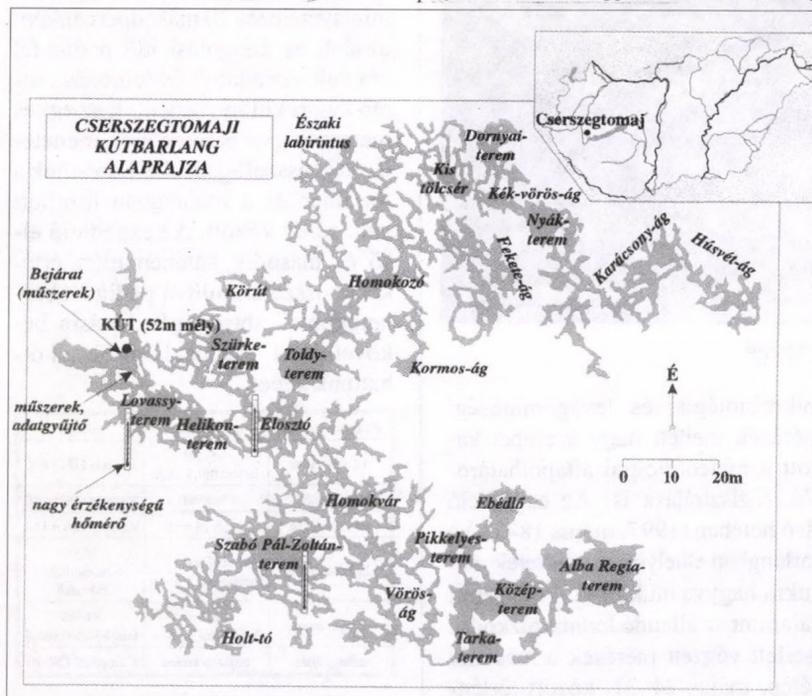 CSERSZEGTOMAJI
KÚTBARLANG
ALAPRAJZA
Északi
labirintus
Dornyai-
terem
Kis
tölcsér
Kék-vörös-ág
Nyák-
terem
Cserszegtomaj
Karácsony-ág
Húsvét-ág
Fekete-ág
Bejárat
(műszerek)
KÚT (52m mély)
Körút
Homokozó
Szürke-
terem
Toldy-
terem
Kormos-ág
É
műszerek,
adatgyűjtő
Lovassy-
terem
Helikon-
terem
Elosztó
0 10 20m
nagy érzékenységű
hőmérő
Homokvár
Ebédlő
Szabó Pál-Zoltán-
terem
Pikkelyes-
terem
Alba Regia-
terem
Vörös-
ág
Közép-
terem
Holt-tó
Tarka-
terem